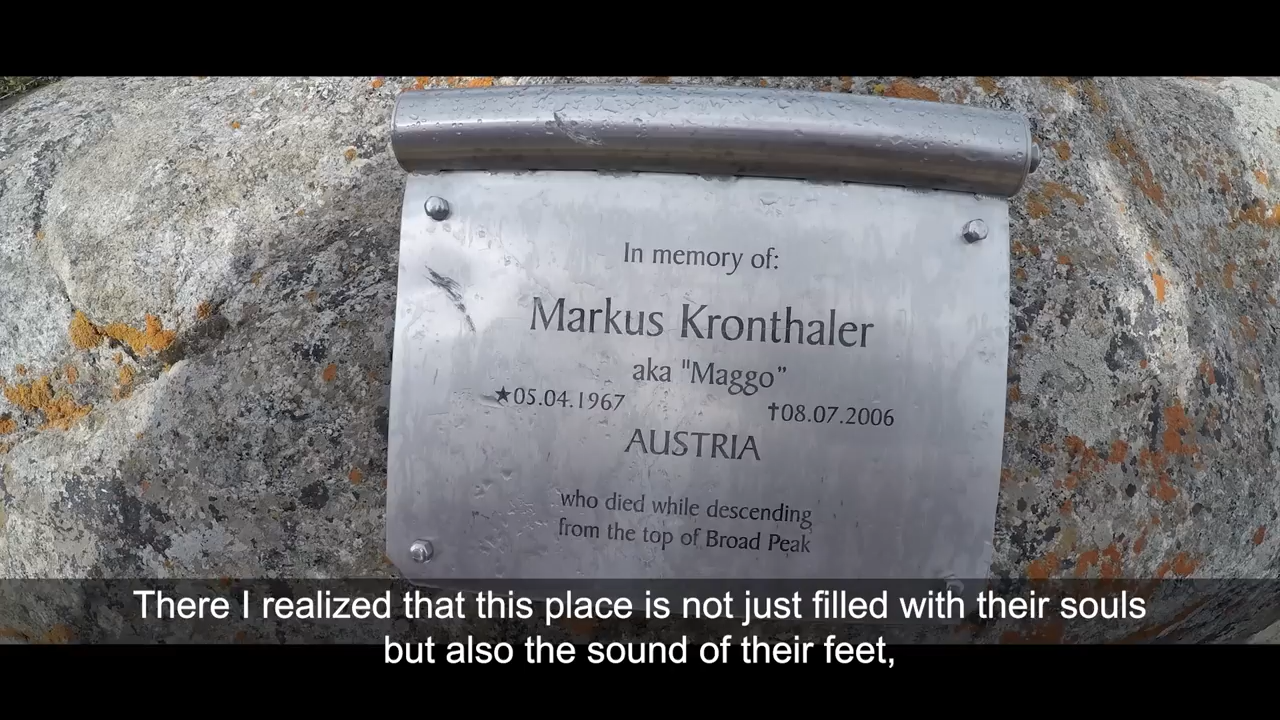 In memory of:
Markus Kronthaler
aka "Maggo"
★05.04.1967 ✝08.07.2006
AUSTRIA
who died while descending
from the top of Broad Peak
There I realized that this place is not just filled with their souls
but also the sound of their feet,